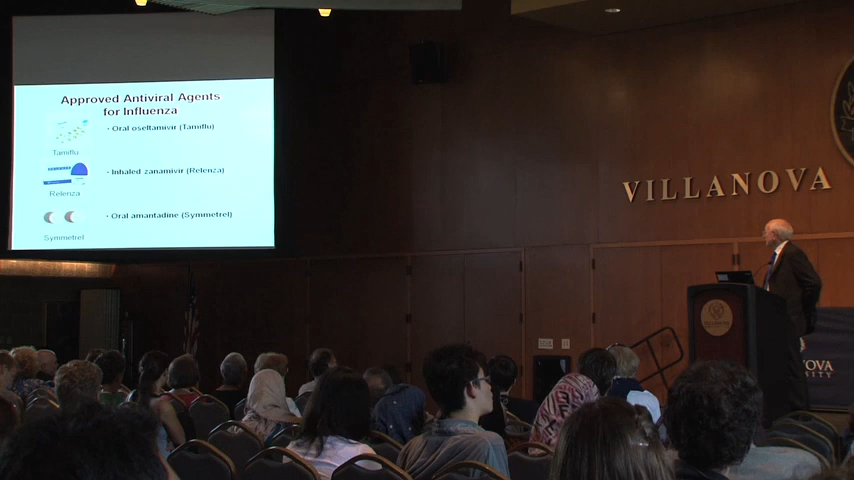 Approved Antiviral Agents
for Influenza
• Oral oseltamivir (Tamiflu)
Tamiflu
• Inhaled zanamivir (Relenza)
Relenza
• Oral amantadine (Symmetrel)
Symmetrel
VILLANOVA